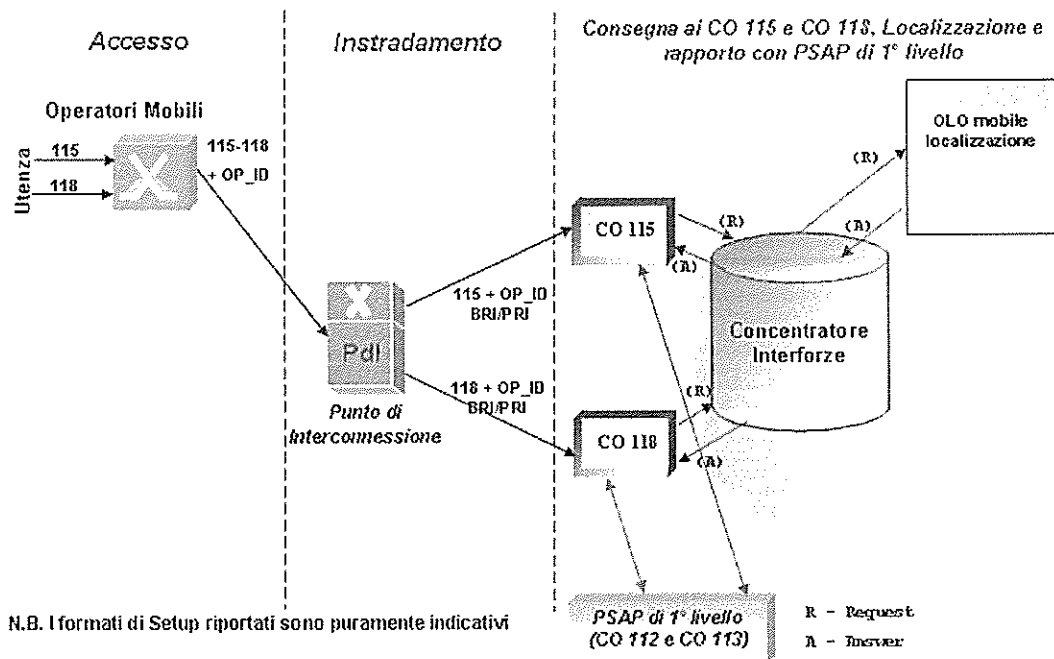 Accesso
Instradamento
Consegna ai CO 115 e CO 118, Localizzazione e
rapporto con PSAP di 1° livello
Operatori Mobili
Utenza
115
118
115-118
+ OP_ID
OLO mobile
localizzazione
(R)
(A)
CO 115
(R)
(A)
115 + OP_ID
BRI/PRI
PdI
Punto di
Interconnessione
118 + OP_ID
BRI/PRI
Concentratore
Interforze
(R)
CO 118
(A)
PSAP di 1° livello
(CO 112 e CO 113)
R - Request
A - Answer
N.B. I formati di Setup riportati sono puramente indicativi